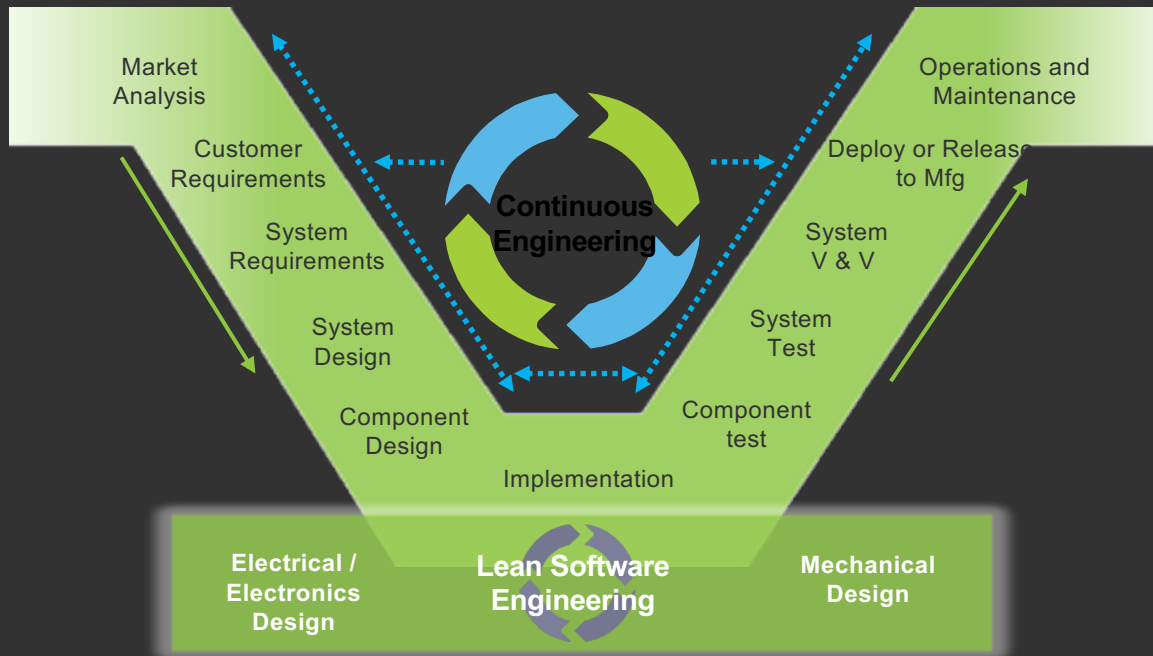 Market
Analysis
Customer
Requirements
System
Requirements
System
Design
Component
Design
Implementation
Continuous
Engineering
Operations and
Maintenance
Deploy or Release
to Mfg
System
V & V
System
Test
Component
test
Electrical /
Electronics
Design
Lean Software
Engineering
Mechanical
Design